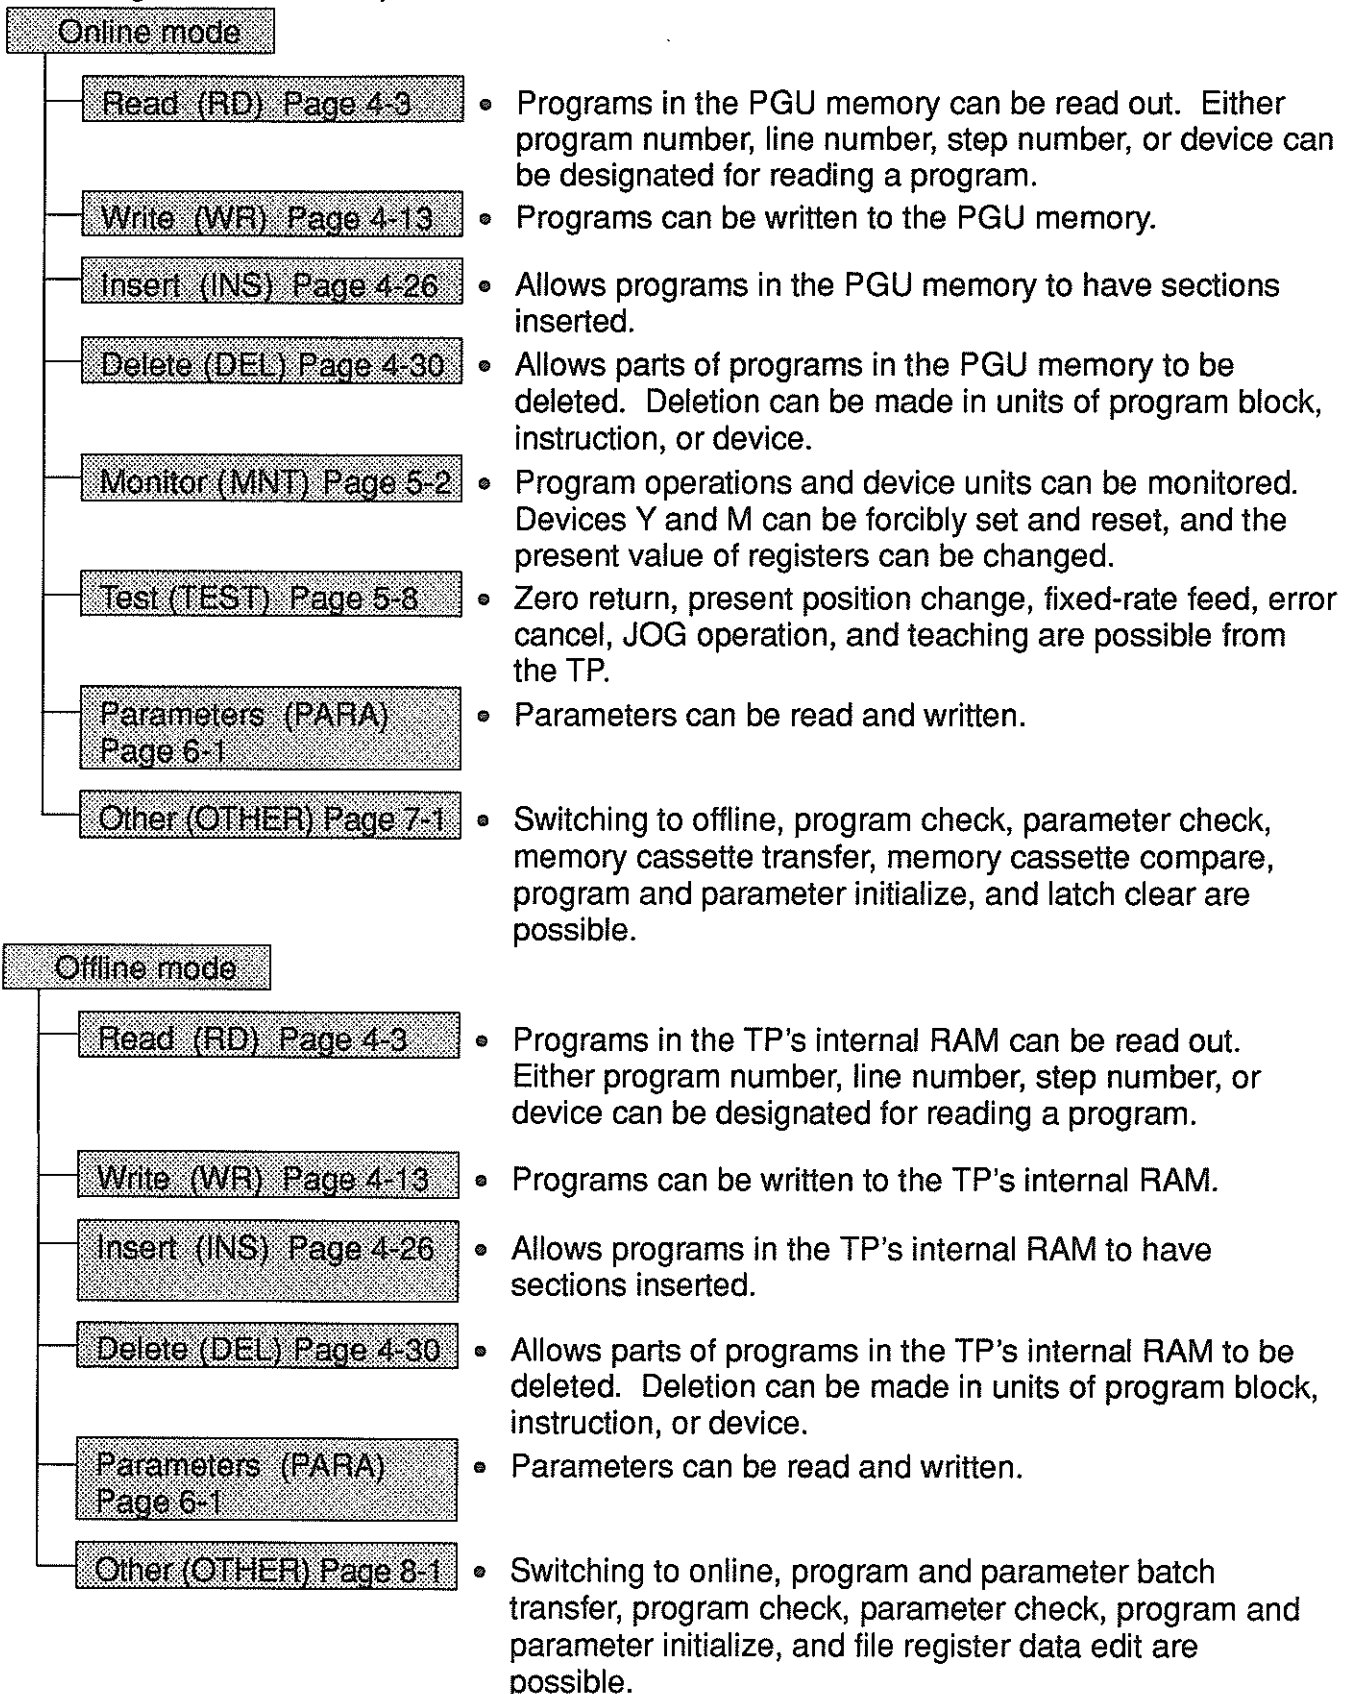 Online mode
Read (RD) Page 4-3
• Programs in the PGU memory can be read out. Either
program number, line number, step number, or device can
be designated for reading a program.
Write (WR) Page 4-13
• Programs can be written to the PGU memory.
Insert (INS) Page 4-26
• Allows programs in the PGU memory to have sections
inserted.
Delete (DEL) Page 4-30
• Allows parts of programs in the PGU memory to be
deleted. Deletion can be made in units of program block,
instruction, or device.
Monitor (MNT) Page 5-2
• Program operations and device units can be monitored.
Devices Y and M can be forcibly set and reset, and the
present value of registers can be changed.
Test (TEST) Page 5-8
• Zero return, present position change, fixed-rate feed, error
cancel, JOG operation, and teaching are possible from
the TP.
Parameters (PARA)
Page 6-1
• Parameters can be read and written.
Other (OTHER) Page 7-1
• Switching to offline, program check, parameter check,
memory cassette transfer, memory cassette compare,
program and parameter initialize, and latch clear are
possible.
Offline mode
Read (RD) Page 4-3
• Programs in the TP's internal RAM can be read out.
Either program number, line number, step number, or
device can be designated for reading a program.
Write (WR) Page 4-13
• Programs can be written to the TP's internal RAM.
Insert (INS) Page 4-26
• Allows programs in the TP's internal RAM to have
sections inserted.
Delete (DEL) Page 4-30
• Allows parts of programs in the TP's internal RAM to be
deleted. Deletion can be made in units of program block,
instruction, or device.
Parameters (PARA)
Page 6-1
• Parameters can be read and written.
Other (OTHER) Page 8-1
• Switching to online, program and parameter batch
transfer, program check, parameter check, program and
parameter initialize, and file register data edit are
possible.